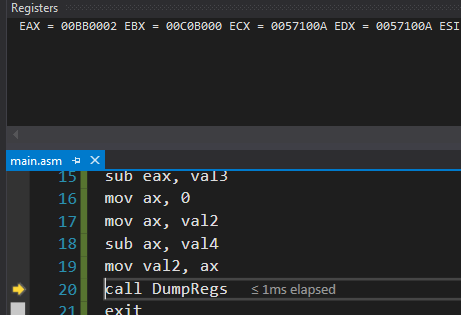 Registers
EAX = 00BB0002 EBX = 00C0B000 ECX = 0057100A EDX = 0057100A ESI
main.asm
15 sub eax, val3
16 mov ax, 0
17 mov ax, val2
18 sub ax, val4
19 mov val2, ax
20 call DumpRegs ≤ 1ms elapsed
21 exit